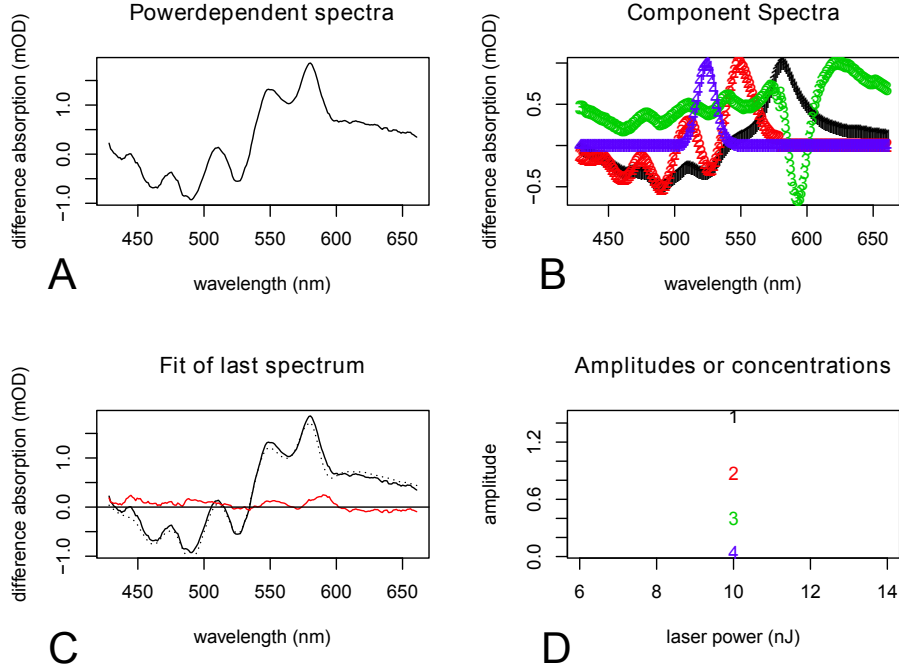 Powerdependent spectra
difference absorption (mOD)
1.0
0.0
−1.0
450 500 550 600 650
wavelength (nm)
A
Component Spectra
difference absorption (mOD)
0.5
−0.5
450 500 550 600 650
wavelength (nm)
B
Fit of last spectrum
difference absorption (mOD)
1.0
0.0
−1.0
450 500 550 600 650
wavelength (nm)
C
Amplitudes or concentrations
amplitude
1.2
0.6
0.0
1
2
3
4
6 8 10 12 14
laser power (nJ)
D